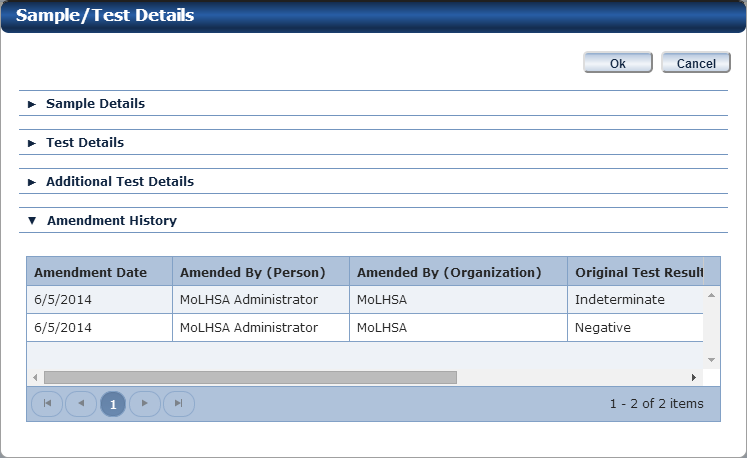 Sample/Test Details
Ok Cancel
Sample Details
Test Details
Additional Test Details
Amendment History
Amendment Date Amended By (Person) Amended By (Organization) Original Test Result
6/5/2014 MoLHSA Administrator MoLHSA Indeterminate
6/5/2014 MoLHSA Administrator MoLHSA Negative
1 1 - 2 of 2 items